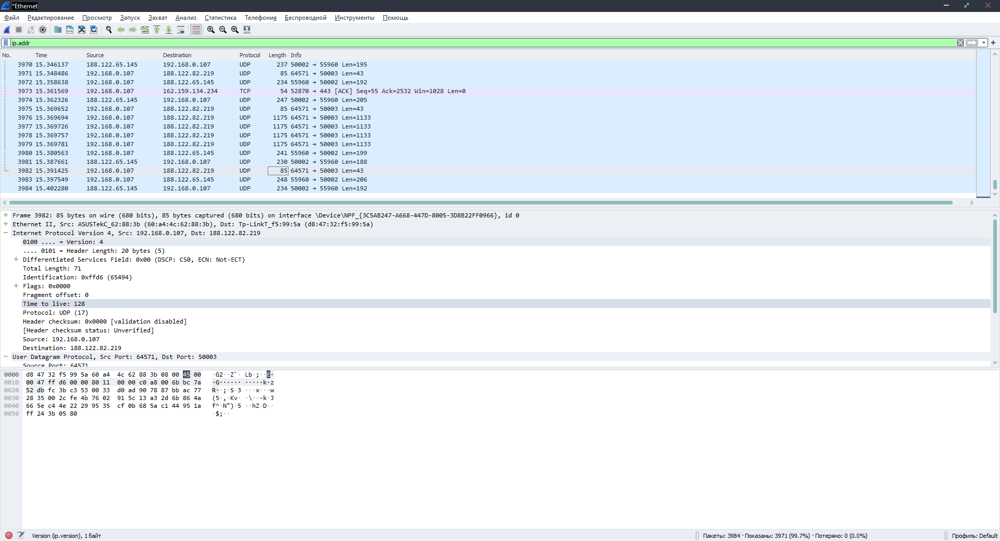 *Ethernet
Файл Редактирование Просмотр Запуск Захват Анализ Статистика Телефония Беспроводной Инструменты Помощь
ip.addr
No. Time Source Destination Protocol Length Info
3970 15.346137 188.122.65.145 192.168.0.107 UDP 237 50002 → 55960 Len=195
3971 15.348486 192.168.0.107 188.122.82.219 UDP 85 64571 → 50003 Len=43
3972 15.358638 192.168.0.107 188.122.65.145 UDP 234 55960 → 50002 Len=192
3973 15.361569 192.168.0.107 162.159.134.234 TCP 54 52870 → 443 [ACK] Seq=55 Ack=2532 Win=1028 Len=0
3974 15.362326 188.122.65.145 192.168.0.107 UDP 247 50002 → 55960 Len=205
3975 15.369652 192.168.0.107 188.122.82.219 UDP 85 64571 → 50003 Len=43
3976 15.369694 192.168.0.107 188.122.82.219 UDP 1175 64571 → 50003 Len=1133
3977 15.369726 192.168.0.107 188.122.82.219 UDP 1175 64571 → 50003 Len=1133
3978 15.369757 192.168.0.107 188.122.82.219 UDP 1175 64571 → 50003 Len=1133
3979 15.369781 192.168.0.107 188.122.82.219 UDP 1175 64571 → 50003 Len=1133
3980 15.380563 192.168.0.107 188.122.65.145 UDP 241 55960 → 50002 Len=199
3981 15.387661 188.122.65.145 192.168.0.107 UDP 230 50002 → 55960 Len=188
3982 15.391425 192.168.0.107 188.122.82.219 UDP 85 64571 → 50003 Len=43
3983 15.397549 192.168.0.107 188.122.65.145 UDP 248 55960 → 50002 Len=206
3984 15.402280 188.122.65.145 192.168.0.107 UDP 234 50002 → 55960 Len=192
Frame 3982: 85 bytes on wire (680 bits), 85 bytes captured (680 bits) on interface \Device\NPF_{3C5AB247-A668-447D-8005-3D8B22FF0966}, id 0
Ethernet II, Src: ASUSTekC_62:88:3b (60:a4:4c:62:88:3b), Dst: Tp-LinkT_f5:99:5a (d8:47:32:f5:99:5a)
Internet Protocol Version 4, Src: 192.168.0.107, Dst: 188.122.82.219
0100 .... = Version: 4
.... 0101 = Header Length: 20 bytes (5)
Differentiated Services Field: 0x00 (DSCP: CS0, ECN: Not-ECT)
Total Length: 71
Identification: 0xffd6 (65494)
Flags: 0x0000
Fragment offset: 0
Time to live: 128
Protocol: UDP (17)
Header checksum: 0x0000 [validation disabled]
[Header checksum status: Unverified]
Source: 192.168.0.107
Destination: 188.122.82.219
User Datagram Protocol, Src Port: 64571, Dst Port: 50003
Source Port: 64571
0000 d8 47 32 f5 99 5a 60 a4 4c 62 88 3b 08 00 45 00 ·G2··Z`· Lb·;··E·
0010 00 47 ff d6 00 00 80 11 00 00 c0 a8 00 6b bc 7a ·G······ ·····k·z
0020 52 db fc 3b c3 53 00 33 d0 ad 90 78 87 bb ac 77 R··;·S·3 ···x···w
0030 28 35 00 2c fe 4b 76 02 91 5c 13 a3 2d 6b 86 4a (5·,·Kv· ·\··-k·J
0040 66 5e c4 4e 22 29 95 35 cf 0b 68 5a c1 44 95 1a f^·N")·5 ··hZ·D··
0050 ff 24 3b 05 80 ·$;··
Version (ip.version), 1 байт Пакеты: 3984 · Показаны: 3971 (99.7%) · Потеряно: 0 (0.0%) Профиль: Default